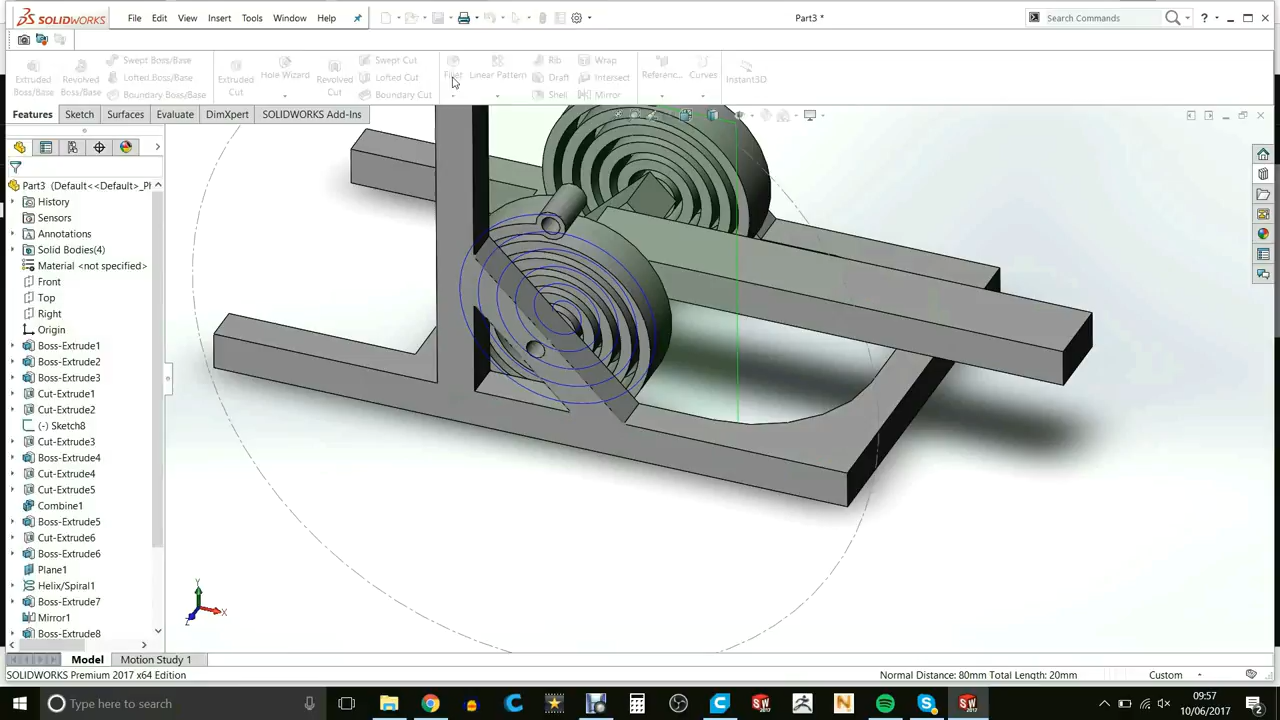 SOLIDWORKS
File Edit View Insert Tools Window Help
Part3 *
Search Commands
Extruded Boss/Base
Revolved Boss/Base
Swept Boss/Base
Lofted Boss/Base
Boundary Boss/Base
Extruded Cut
Hole Wizard
Revolved Cut
Swept Cut
Lofted Cut
Boundary Cut
Fillet
Linear Pattern
Rib
Draft
Shell
Wrap
Intersect
Mirror
Referenc...
Curves
Instant3D
Features Sketch Surfaces Evaluate DimXpert SOLIDWORKS Add-Ins
Part3 (Default<<Default>_Pl
History
Sensors
Annotations
Solid Bodies(4)
Material <not specified>
Front
Top
Right
Origin
Boss-Extrude1
Boss-Extrude2
Boss-Extrude3
Cut-Extrude1
Cut-Extrude2
(-) Sketch8
Cut-Extrude3
Boss-Extrude4
Cut-Extrude4
Cut-Extrude5
Combine1
Boss-Extrude5
Cut-Extrude6
Boss-Extrude6
Plane1
Helix/Spiral1
Boss-Extrude7
Mirror1
Boss-Extrude8
Y
X
Z
Model Motion Study 1
SOLIDWORKS Premium 2017 x64 Edition
Normal Distance: 80mm Total Length: 20mm
Custom
Type here to search
09:57
10/06/2017